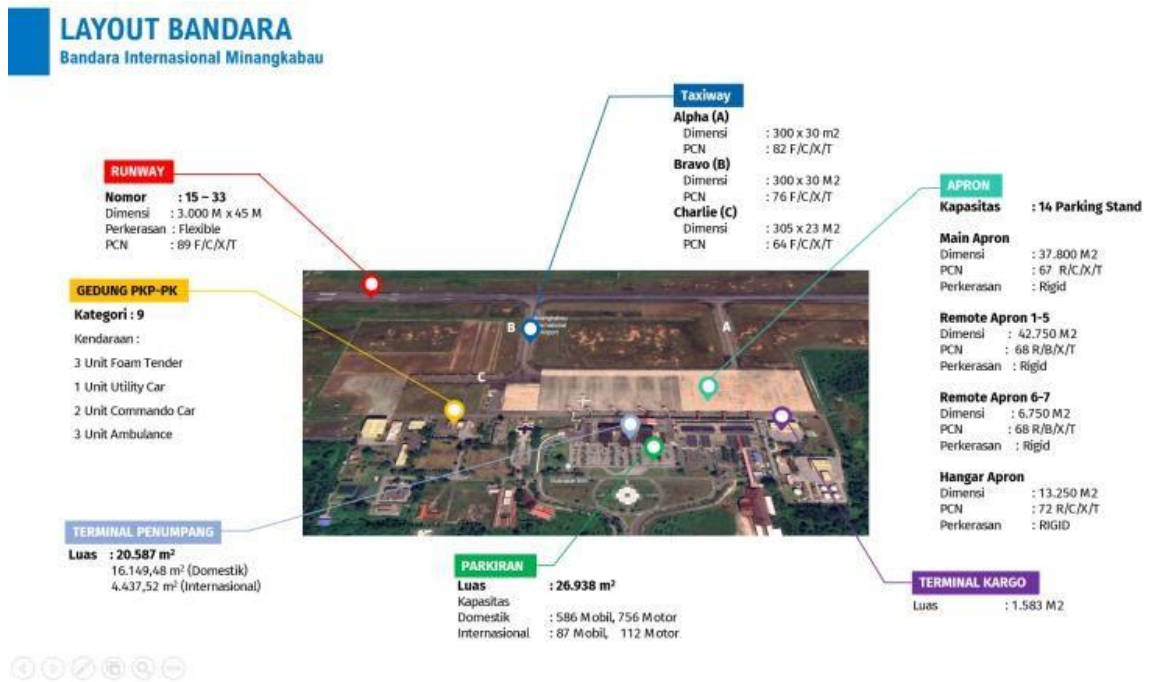 LAYOUT BANDARA
Bandara Internasional Minangkabau
RUNWAY
Nomor : 15 – 33
Dimensi : 3.000 M x 45 M
Perkerasan : Flexible
PCN : 89 F/C/X/T
GEDUNG PKP-PK
Kategori : 9
Kendaraan :
3 Unit Foam Tender
1 Unit Utility Car
2 Unit Commando Car
3 Unit Ambulance
TERMINAL PENUMPANG
Luas : 20.587 m²
16.149,48 m² (Domestik)
4.437,52 m² (Internasional)
Taxiway
Alpha (A)
Dimensi : 300 x 30 m2
PCN : 82 F/C/X/T
Bravo (B)
Dimensi : 300 x 30 M2
PCN : 76 F/C/X/T
Charlie (C)
Dimensi : 305 x 23 M2
PCN : 64 F/C/X/T
B
A
C
PARKIRAN
Luas : 26.938 m²
Kapasitas
Domestik : 586 Mobil, 756 Motor
Internasional : 87 Mobil, 112 Motor
APRON
Kapasitas : 14 Parking Stand
Main Apron
Dimensi : 37.800 M2
PCN : 67 R/C/X/T
Perkerasan : Rigid
Remote Apron 1-5
Dimensi : 42.750 M2
PCN : 68 R/B/X/T
Perkerasan : Rigid
Remote Apron 6-7
Dimensi : 6.750 M2
PCN : 68 R/B/X/T
Perkerasan : Rigid
Hangar Apron
Dimensi : 13.250 M2
PCN : 72 R/C/X/T
Perkerasan : RIGID
TERMINAL KARGO
Luas : 1.583 M2